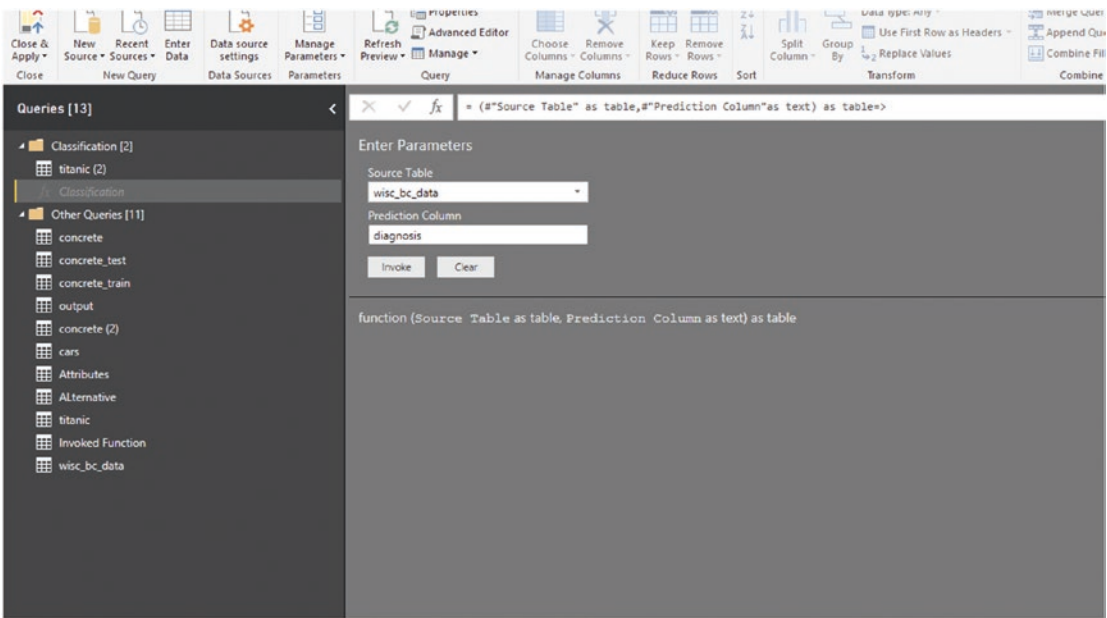 Properties
Data Type: Any
Merge Quer
Close &
Apply
New
Source
Recent
Sources
Enter
Data
Data source
settings
Manage
Parameters
Refresh
Preview
Advanced Editor
Manage
Choose
Columns
Remove
Columns
Keep
Rows
Remove
Rows
Split
Column
Group
By
Use First Row as Headers
Replace Values
Append Que
Combine Fil
Close
New Query
Data Sources
Parameters
Query
Manage Columns
Reduce Rows
Sort
Transform
Combine
Queries [13]
fx = (#"Source Table" as table,#"Prediction Column"as text) as table=>
Classification [2]
titanic (2)
fx Classification
Other Queries [11]
concrete
concrete_test
concrete_train
output
concrete (2)
cars
Attributes
ALternative
titanic
Invoked Function
wisc_bc_data
Enter Parameters
Source Table
wisc_bc_data
Prediction Column
diagnosis
Invoke Clear
function (Source Table as table, Prediction Column as text) as table